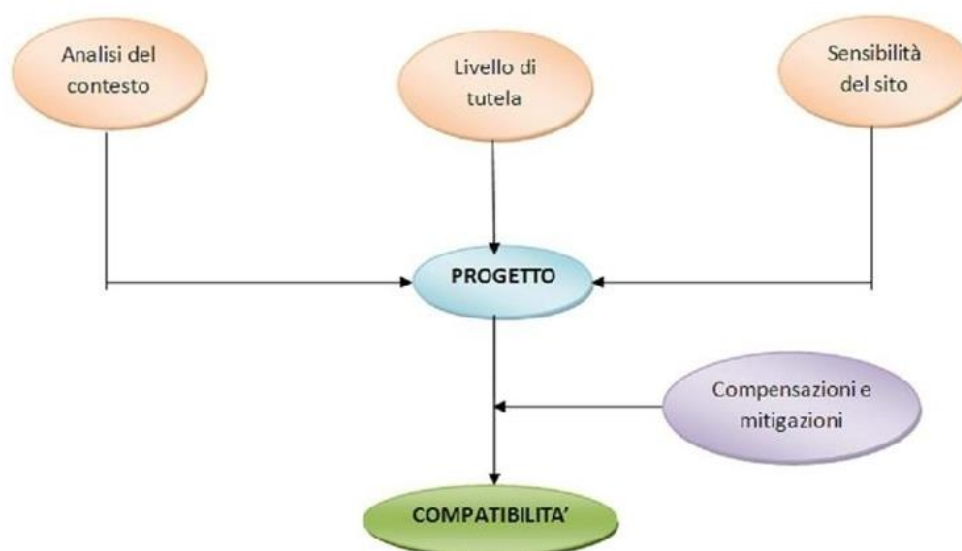 Analisi del
contesto
Livello di
tutela
Sensibilità
del sito
PROGETTO
Compensazioni e
mitigazioni
COMPATIBILITA'